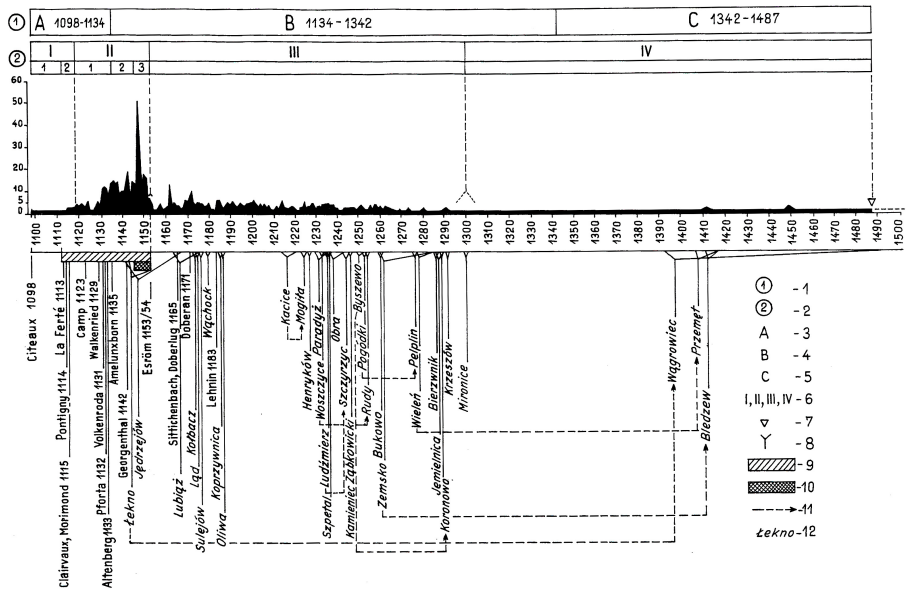 ① A 1098-1134 B 1134-1342 C 1342-1487
② I II III IV
1 2 1 2 3
60
50
40
30
20
10
5
0
1100 1110 1120 1130 1140 1150 1160 1170 1180 1190 1200 1210 1220 1230 1240 1250 1260 1270 1280 1290 1300 1310 1320 1330 1340 1350 1360 1370 1380 1390 1400 1410 1420 1430 1440 1450 1460 1470 1480 1490 1500
Citeaux 1098
La Ferté 1113
Pontigny 1114
Clairvaux, Morimond 1115
Camp 1123
Walkenried 1129
Volkenroda 1131
Pforta 1132
Altenberg 1133
Amelunxborn 1135
Georgenthal 1142
Łekno
Jędrzejów
Esröm 1153/54
Sittichenbach, Doberlug 1165
Lubiąż
Doberan 1171
Kołbacz
Ląd
Sulejów
Wąchock
Lehnin 1183
Koprzywnica
Oliwa
Kacice
Mogiła
Henryków
Woszczyce
Paradyż
Ludźmierz
Szpetal
Obra
Szczyrzyc
Kamieniec Ząbkowicki
Byszewo
Pogódki
Rudy
Zemsko Bukowo
Pelplin
Wieleń
Bierzwnik
Jemielnica
Koronowo
Krzeszów
Mironice
Wągrowiec
Przemęt
Bledzew
① -1
② -2
A -3
B -4
C -5
I, II, III, IV -6
-7
-8
-9
-10
-11
Łekno-12